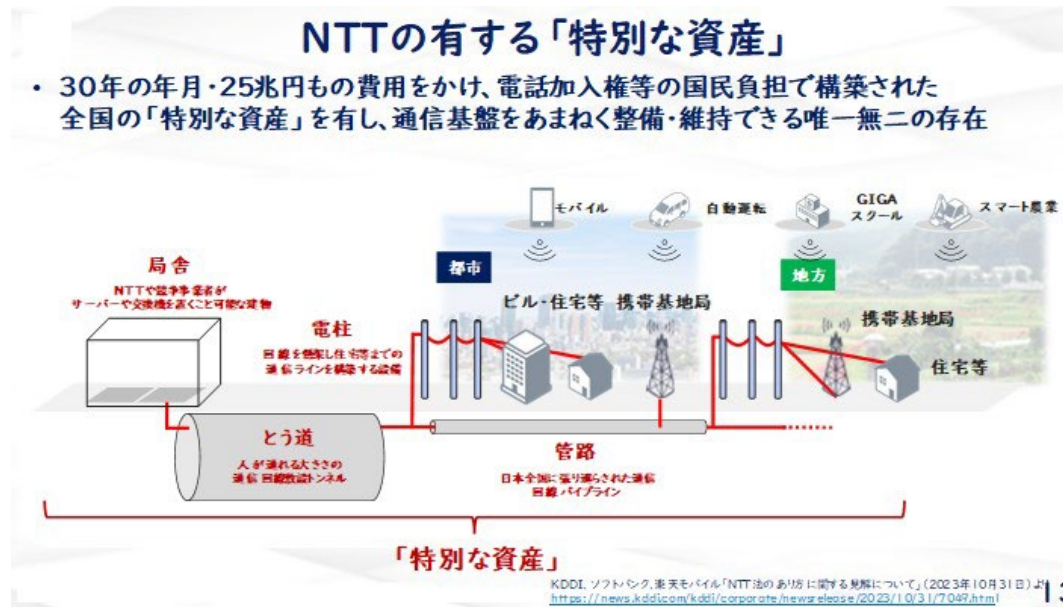 NTTの有する「特別な資産」
• 30年の年月・25兆円もの費用をかけ、電話加入権等の国民負担で構築された
全国の「特別な資産」を有し、通信基盤をあまねく整備・維持できる唯一無二の存在
モバイル
自動運転
GIGA
スクール
スマート農業
都市
地方
局舎
NTTや競争事業者が
サーバーや交換機を置くこと可能な建物
電柱
回線を懸架し住宅等までの
通信ラインを構築する設備
ビル・住宅等
携帯基地局
携帯基地局
住宅等
とう道
人が通れる大きさの
通信回線敷設トンネル
管路
日本全国に張り巡らされた通信
回線パイプライン
「特別な資産」
KDDI、ソフトバンク、楽天モバイル「NTT法のあり方に関する見解について」(2023年10月31日)より
https://news.kddi.com/kddi/corporate/newsrelease/2023/10/31/7049.html